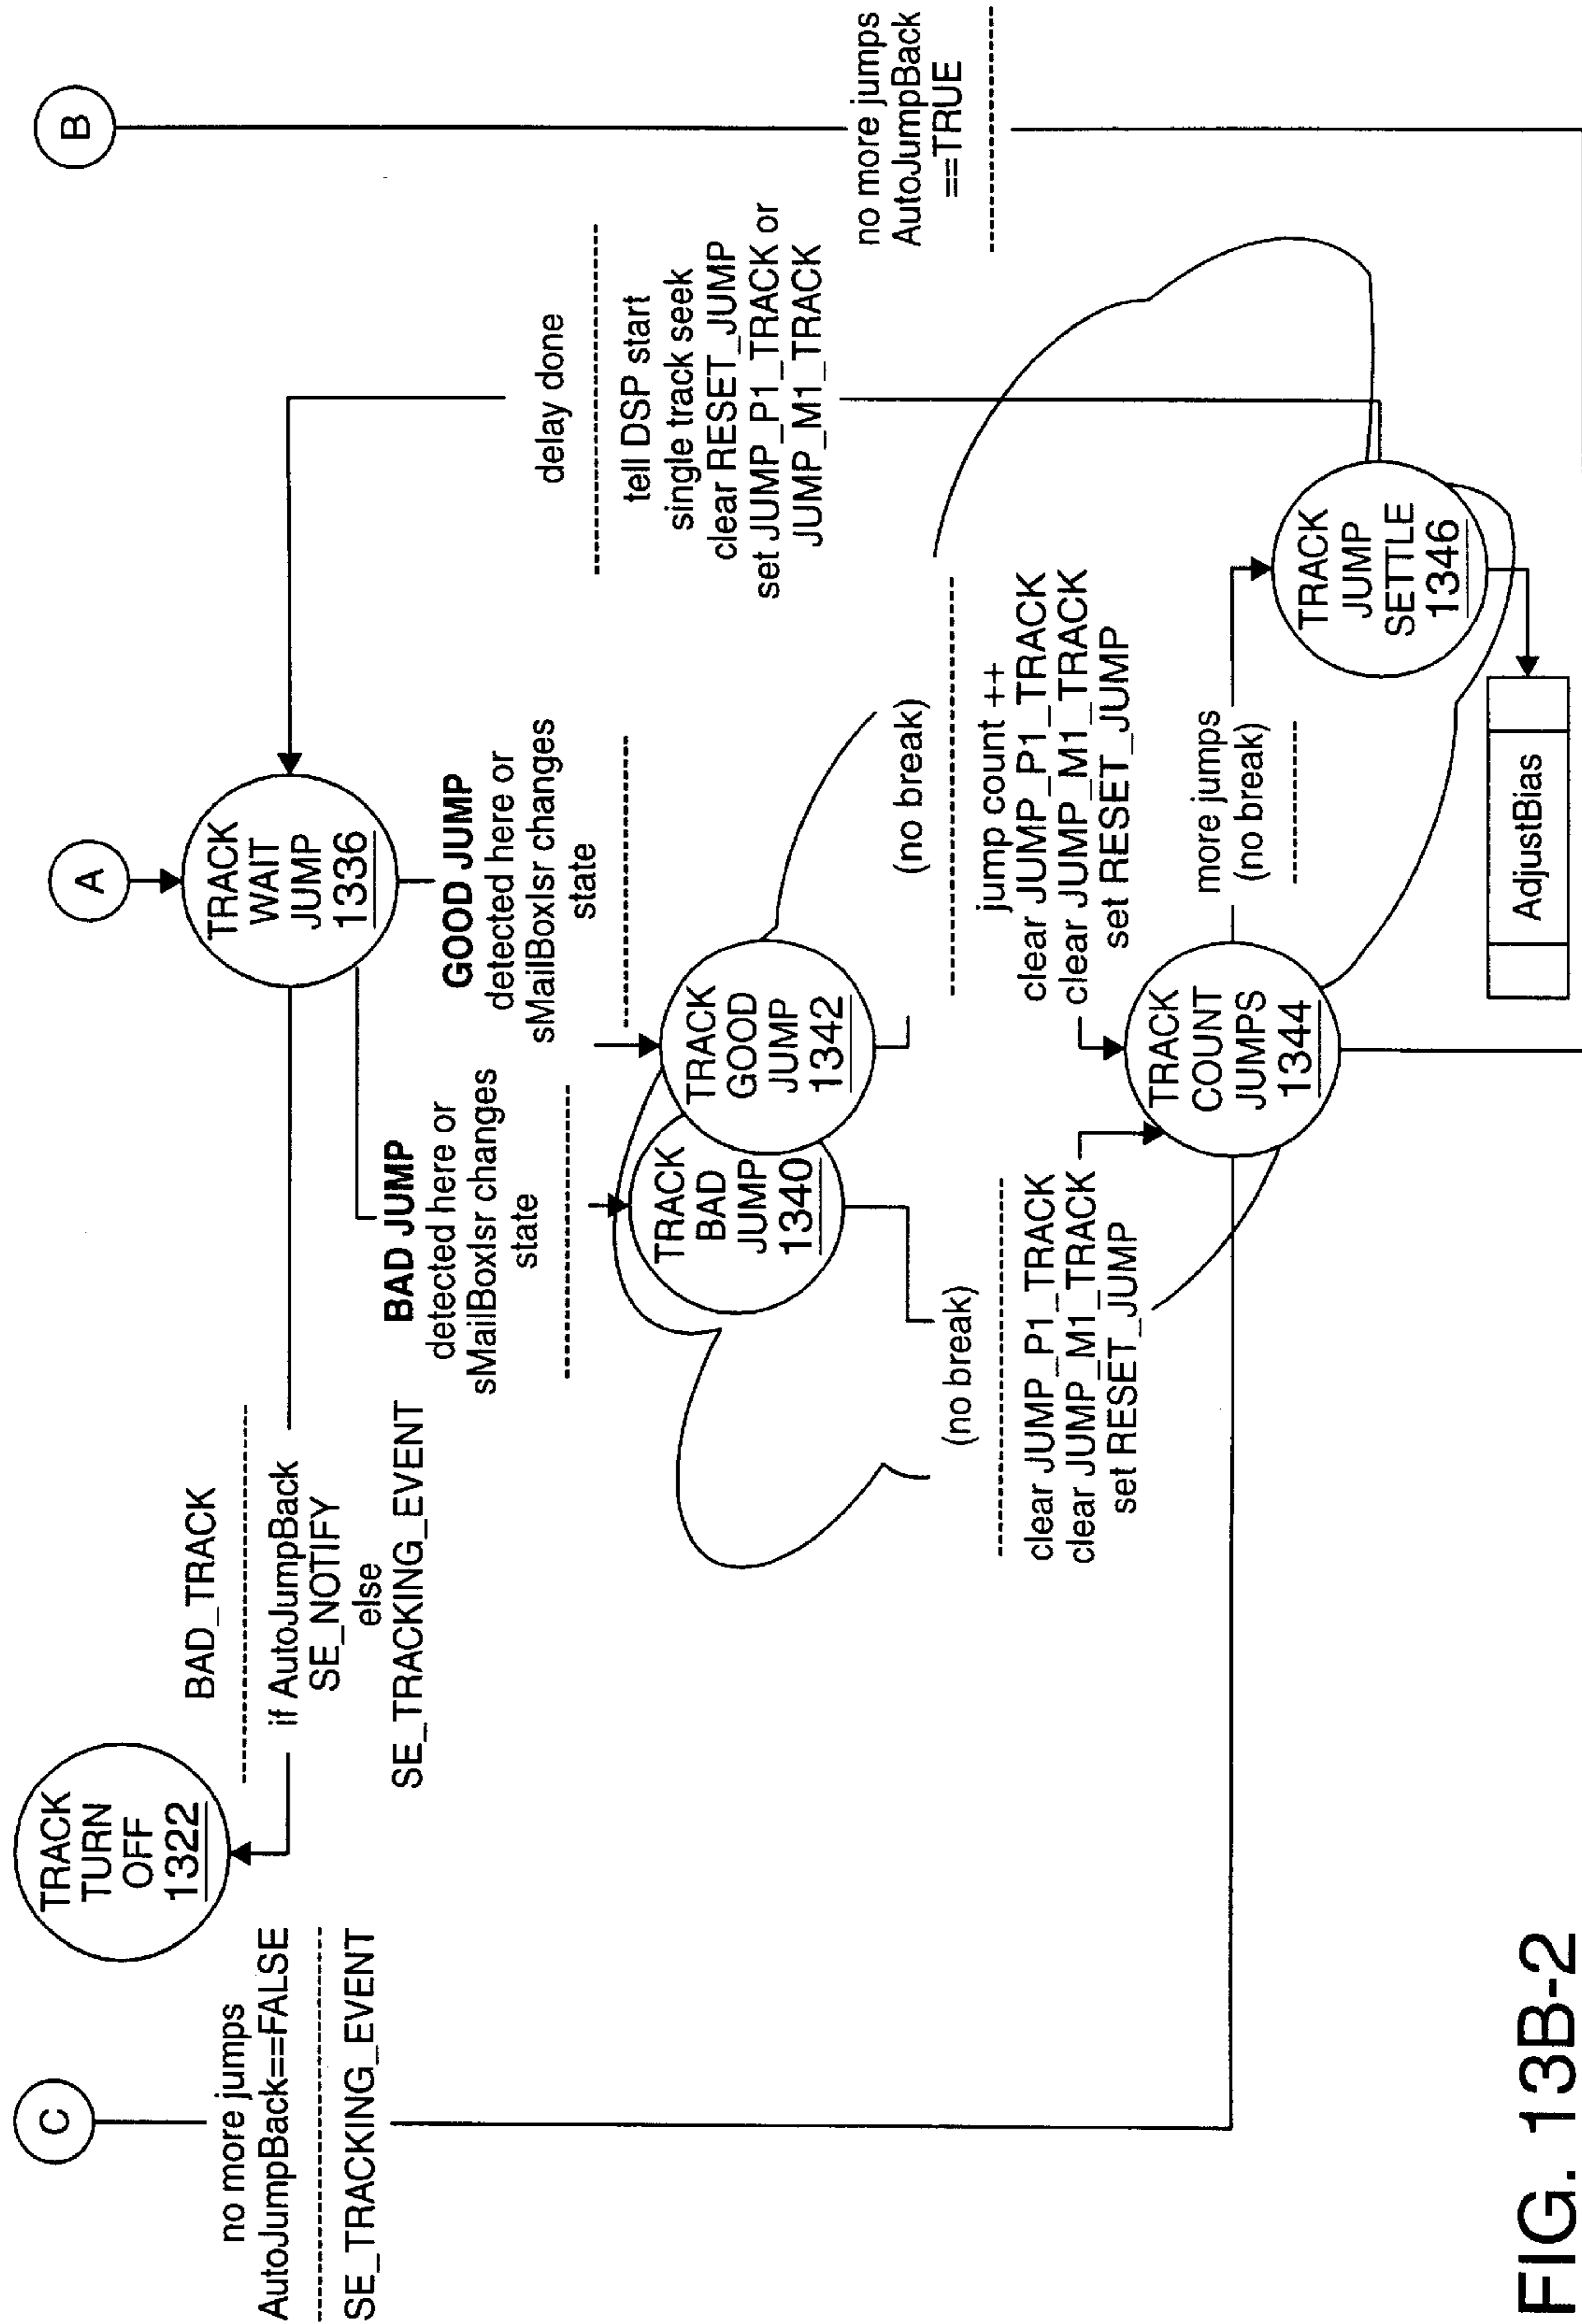 C
no more jumps
AutoJumpBack==FALSE
SE_TRACKING_EVENT
TRACK
TURN
OFF
1322
BAD_TRACK
if AutoJumpBack
SE_NOTIFY
else
SE_TRACKING_EVENT
A
TRACK
WAIT
JUMP
1336
B
no more jumps
AutoJumpBack
==TRUE
delay done
tell DSP start
single track seek
clear RESET_JUMP
set JUMP_P1_TRACK or
JUMP_M1_TRACK
BAD JUMP
detected here or
sMailBoxIsr changes
state
GOOD JUMP
detected here or
sMailBoxIsr changes
state
TRACK
BAD
JUMP
1340
TRACK
GOOD
JUMP
1342
(no break)
clear JUMP_P1_TRACK
clear JUMP_M1_TRACK
set RESET_JUMP
(no break)
jump count ++
clear JUMP_P1_TRACK
clear JUMP_M1_TRACK
set RESET_JUMP
TRACK
COUNT
JUMPS
1344
more jumps
(no break)
TRACK
JUMP
SETTLE
1346
AdjustBias
FIG. 13B-2